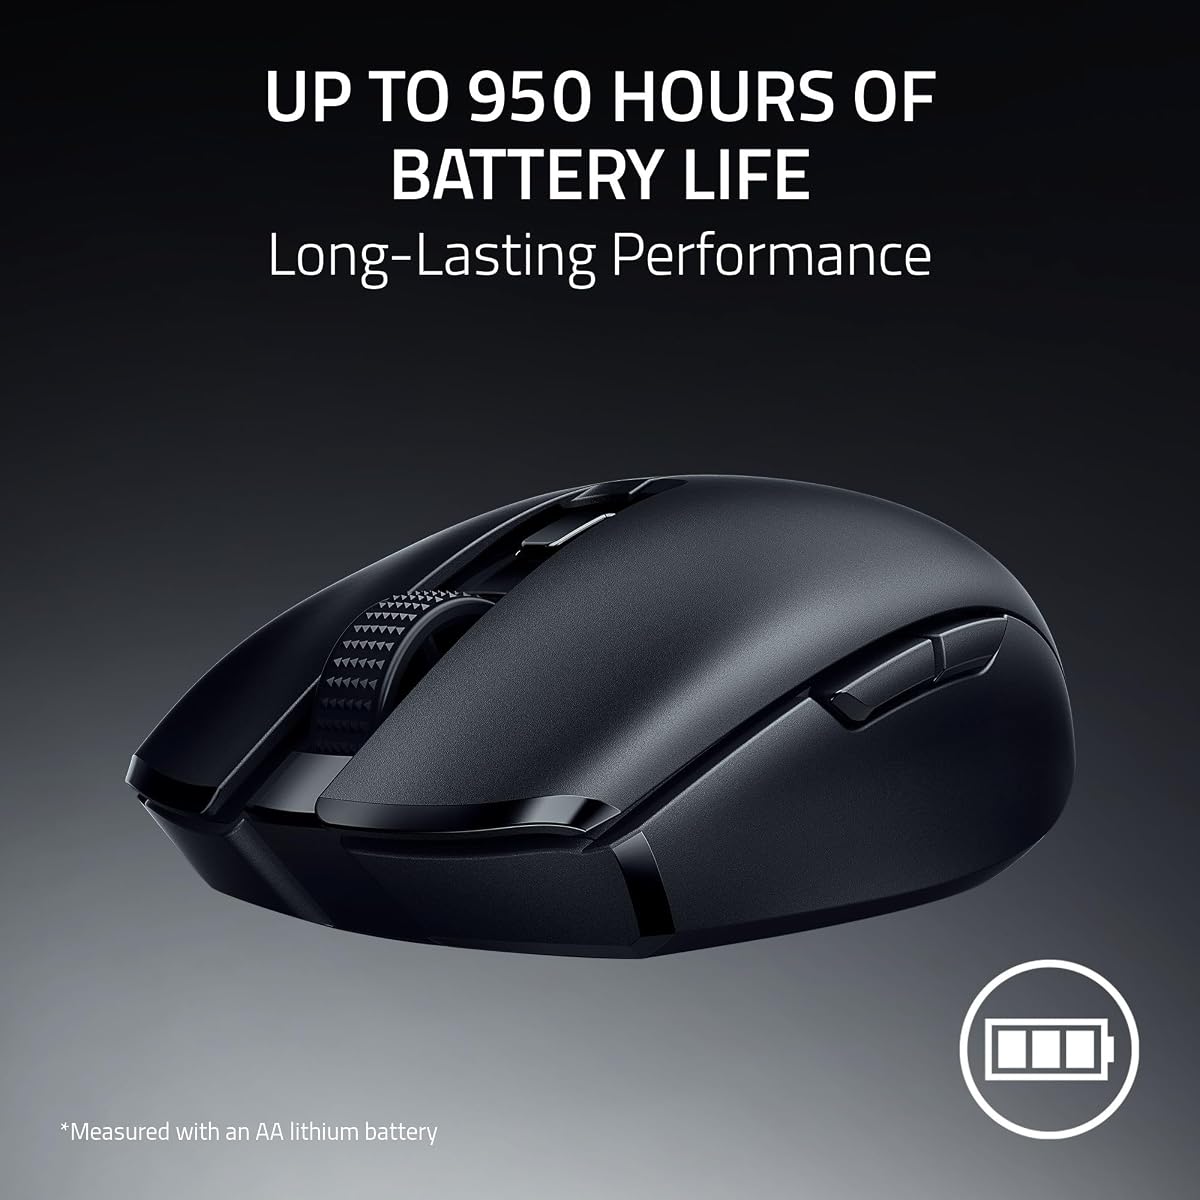 UP TO 950 HOURS OF
BATTERY LIFE
Long-Lasting Performance
*Measured with an AA lithium battery